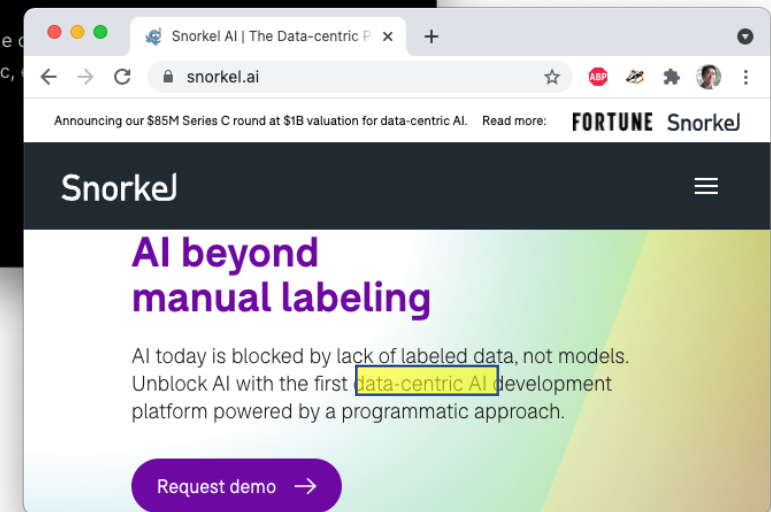 Snorkel AI | The Data-centric P
snorkel.ai
ABP
Announcing our $85M Series C round at $1B valuation for data-centric AI. Read more: FORTUNE Snorkel
Snorkel
AI beyond
manual labeling
AI today is blocked by lack of labeled data, not models.
Unblock AI with the first data-centric AI development
platform powered by a programmatic approach.
Request demo →